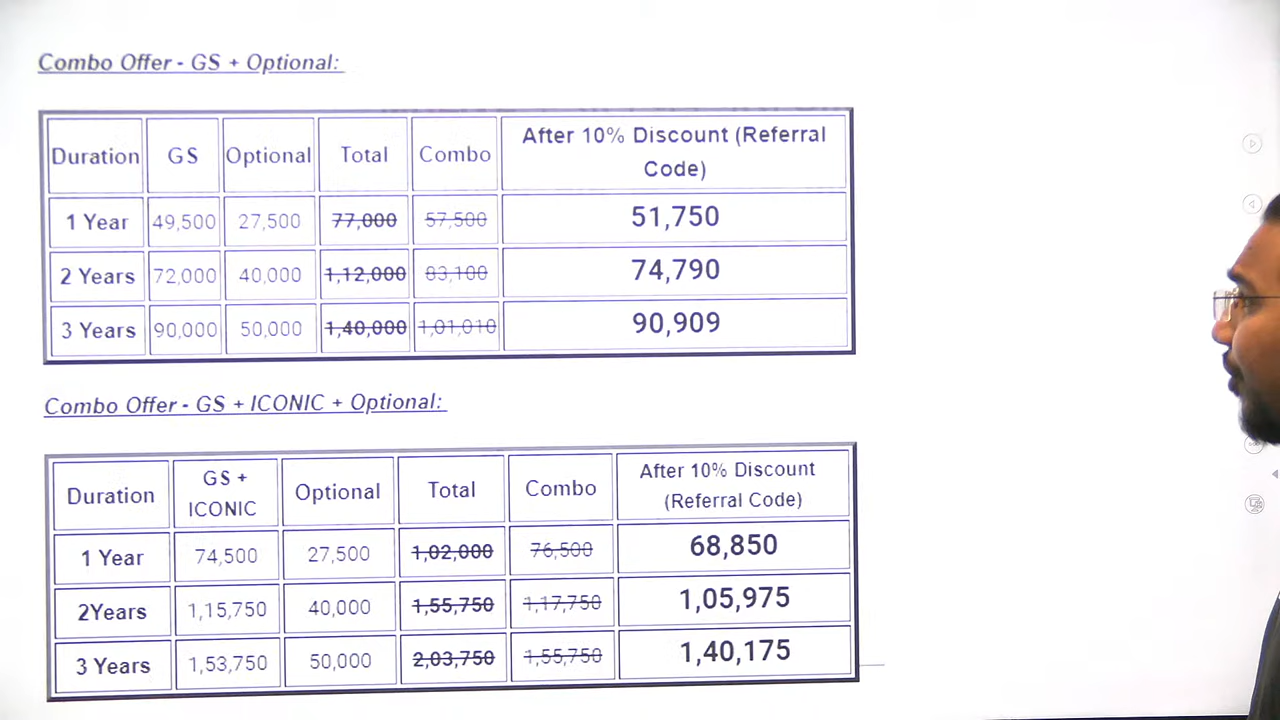 Combo Offer - GS + Optional:
Duration GS Optional Total Combo After 10% Discount (Referral Code)
1 Year 49,500 27,500 77,000 57,500 51,750
2 Years 72,000 40,000 1,12,000 83,100 74,790
3 Years 90,000 50,000 1,40,000 1,01,010 90,909
Combo Offer - GS + ICONIC + Optional:
Duration GS + ICONIC Optional Total Combo After 10% Discount (Referral Code)
1 Year 74,500 27,500 1,02,000 76,500 68,850
2Years 1,15,750 40,000 1,55,750 1,17,750 1,05,975
3 Years 1,53,750 50,000 2,03,750 1,55,750 1,40,175